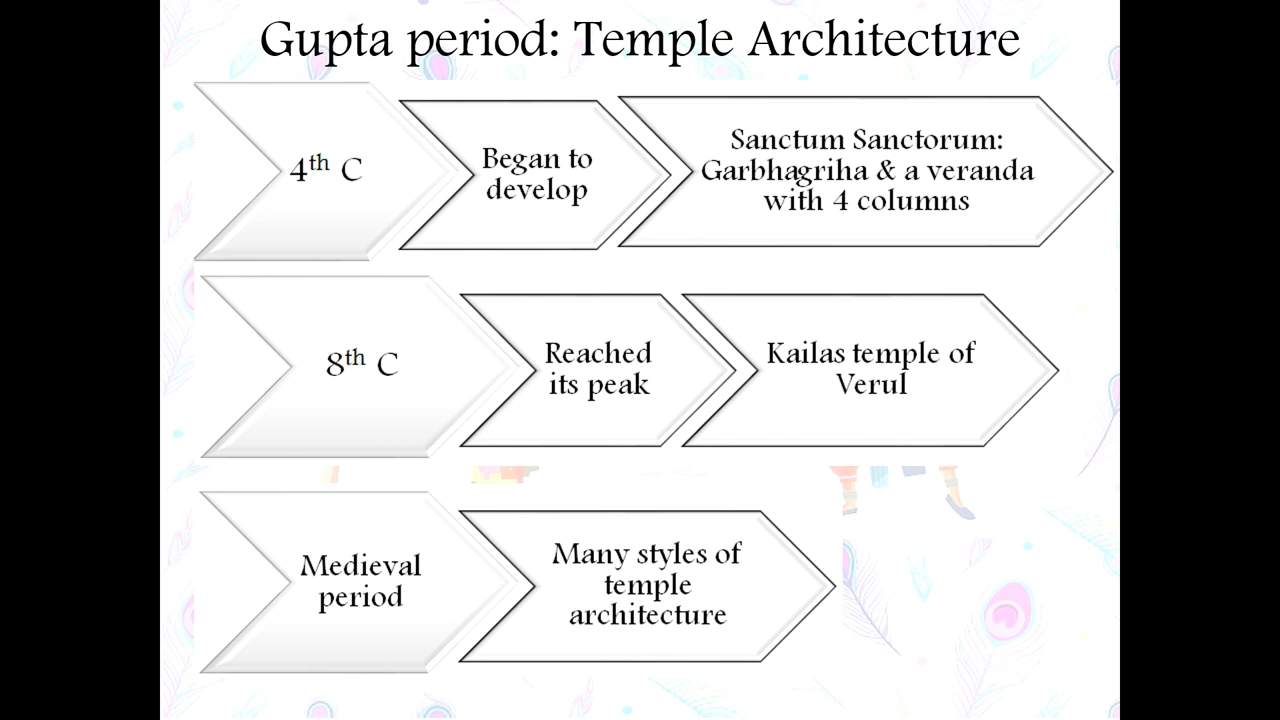 Gupta period: Temple Architecture
4th C
Began to
develop
Sanctum Sanctorum:
Garbhagriha & a veranda
with 4 columns
8th C
Reached
its peak
Kailas temple of
Verul
Medieval
period
Many styles of
temple
architecture